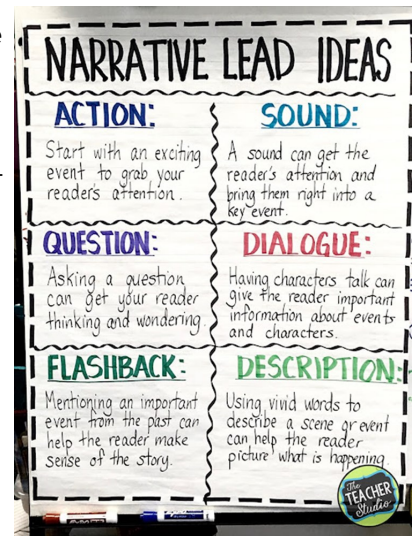 NARRATIVE LEAD IDEAS
ACTION:
Start with an exciting
event to grab your
reader's attention.
SOUND:
A sound can get the
reader's attention and
bring them right into a
key event.
QUESTION:
Asking a question
can get your reader
thinking and wondering.
DIALOGUE:
Having characters talk can
give the reader important
information about events
and characters.
FLASHBACK:
Mentioning an important
event from the past can
help the reader make
sense of the story.
DESCRIPTION:
Using vivid words to
describe a scene or event
can help the reader
picture what is happening.
The
TEACHER
Studio